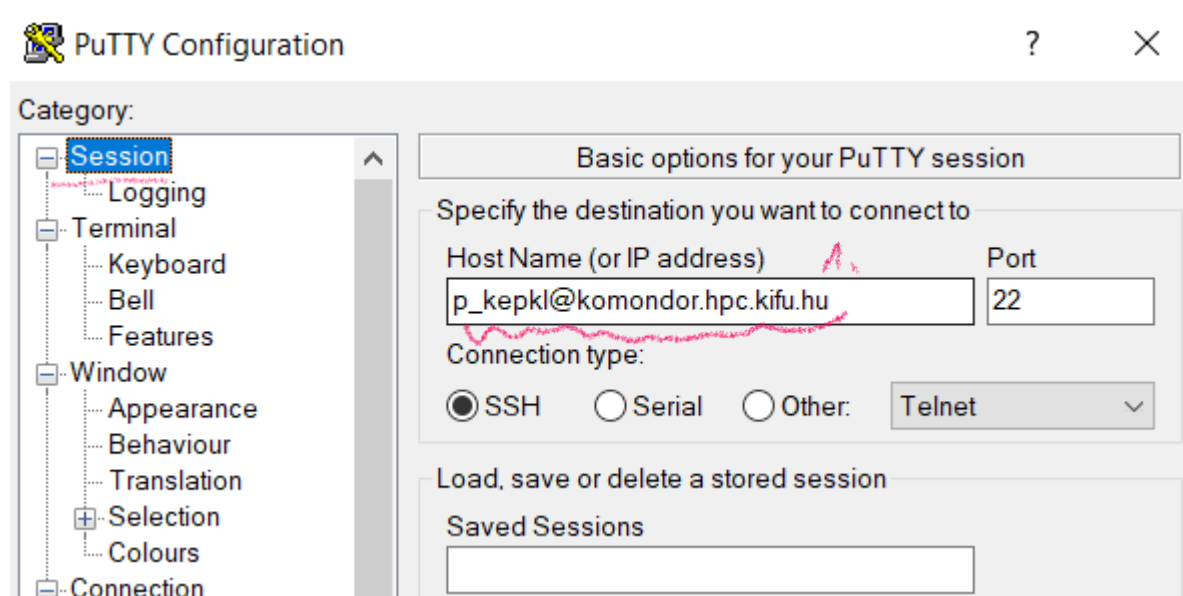 PuTTY Configuration
?
Category:
Session
Logging
Terminal
Keyboard
Bell
Features
Window
Appearance
Behaviour
Translation
Selection
Colours
Connection
Basic options for your PuTTY session
Specify the destination you want to connect to
Host Name (or IP address)
1.
Port
p_kepkl@komondor.hpc.kifu.hu
22
Connection type:
SSH
Serial
Other:
Telnet
Load, save or delete a stored session
Saved Sessions